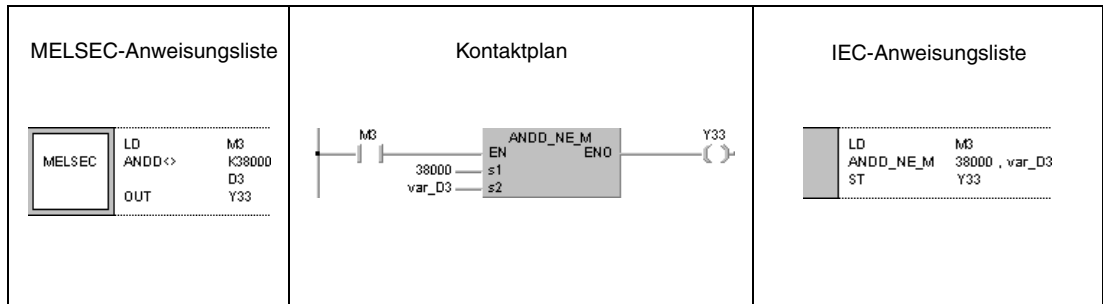 MELSEC-Anweisungsliste
MELSEC
LD M3
ANDD<> K38000
D3
OUT Y33
Kontaktplan
M3
ANDD_NE_M
Y33
EN ENO
38000 s1
var_D3 s2
IEC-Anweisungsliste
LD M3
ANDD_NE_M 38000 , var_D3
ST Y33